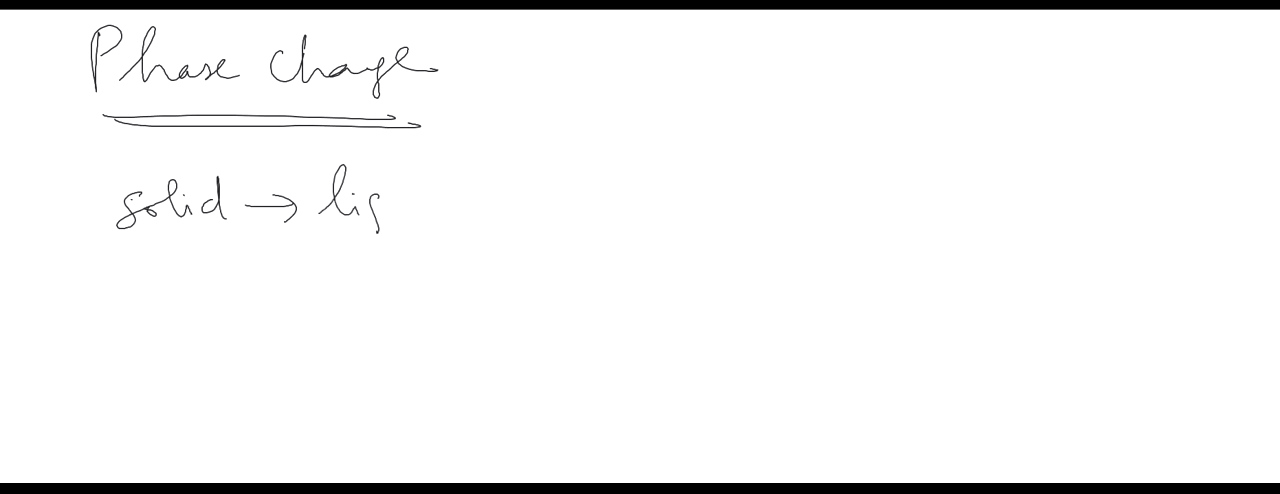 Phase change
solid → liq